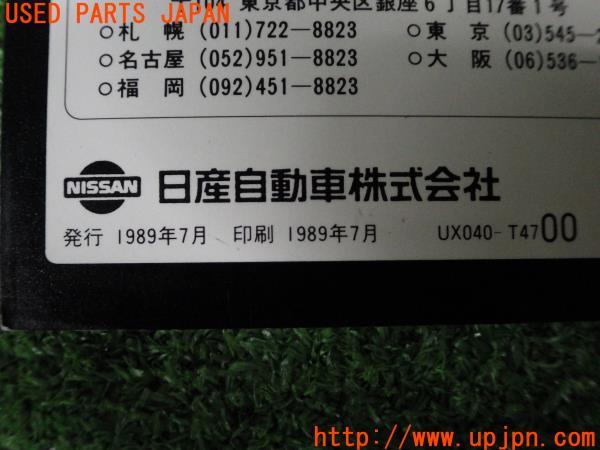 USED PARTS JAPAN
東京都中央区銀座6丁目17番1号
○札 幌 (011)722-8823 ○東 京 (03)545-
○名古屋 (052)951-8823 ○大 阪 (06)536-
○福 岡 (092)451-8823
NISSAN 日産自動車株式会社
発行 1989年7月 印刷 1989年7月 UX040-T4700
http://www.upjpn.com/